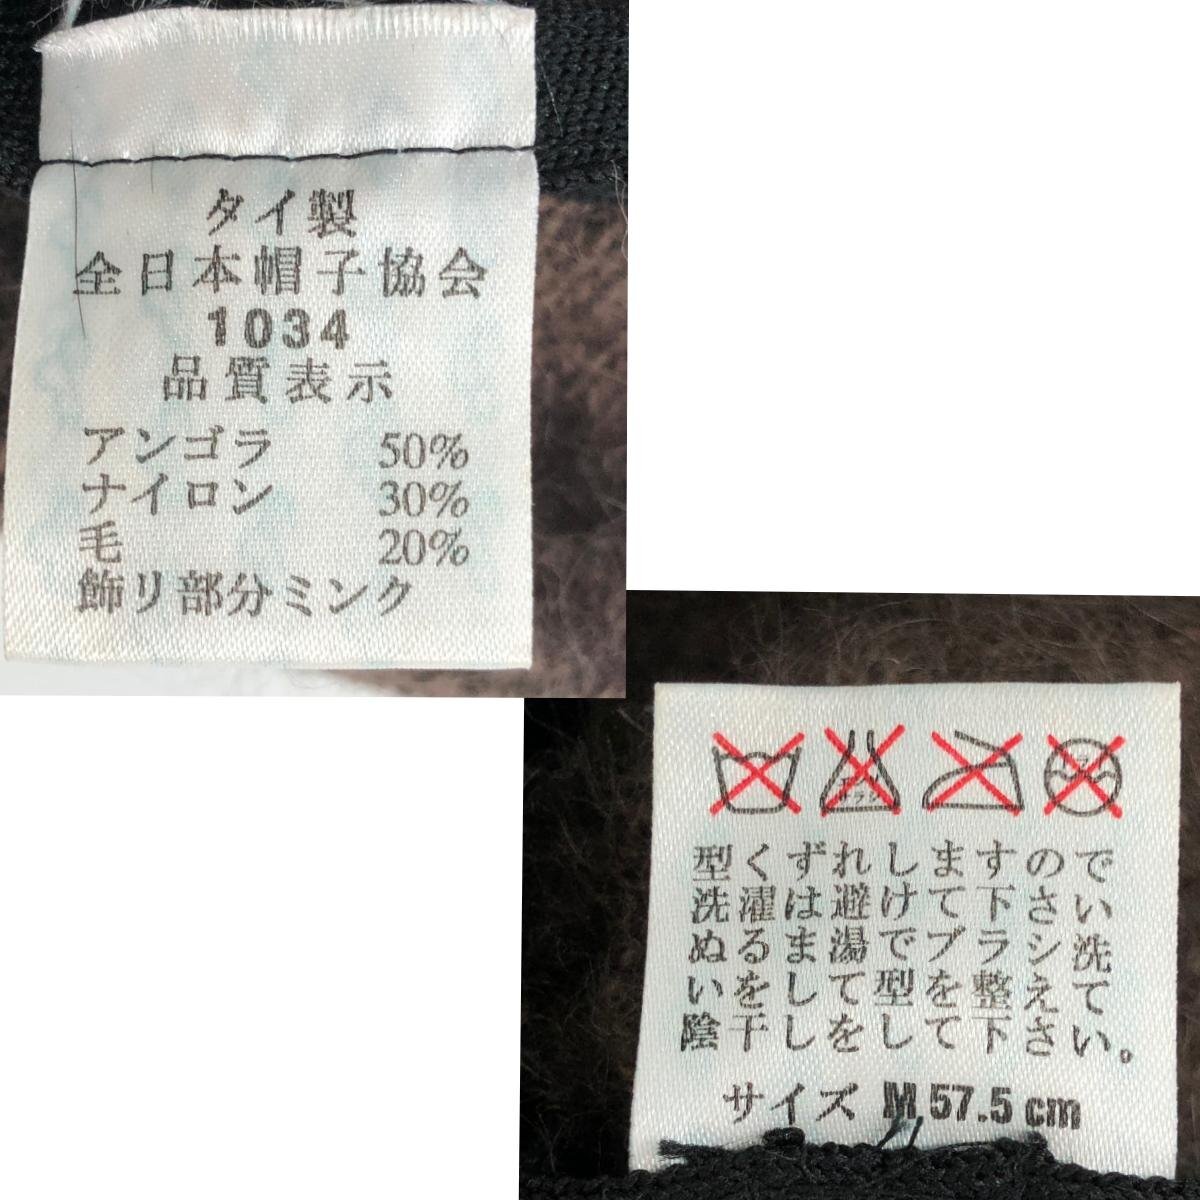 タイ製
全日本帽子協会
1034
品質表示
アンゴラ 50%
ナイロン 30%
毛 20%
飾リ部分ミンク
型くずれしますので
洗濯は避けて下さい
ぬるま湯でブラシ洗
いをして型を整えて
陰干しをして下さい。
サイズ M 57.5 cm